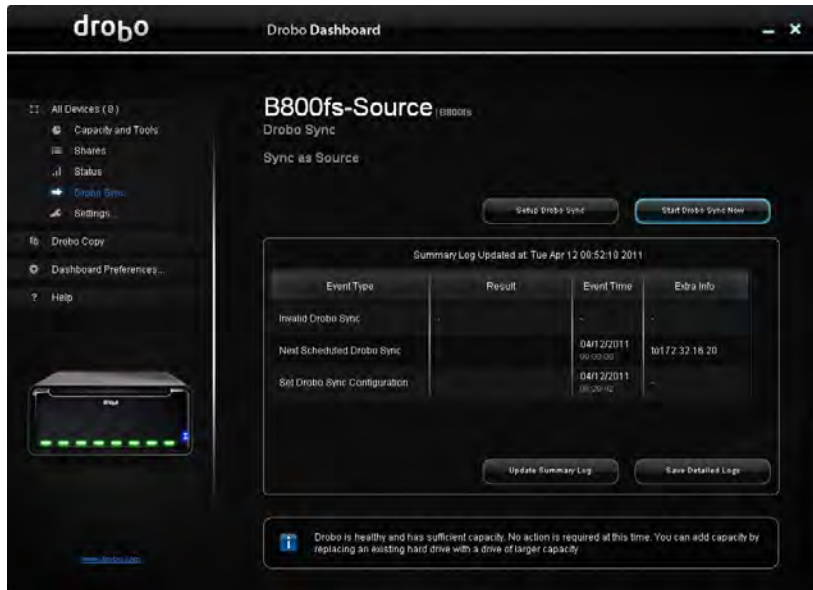 drobo
Drobo Dashboard
All Devices (8)
Capacity and Tools
Shares
Status
Drobo Sync
Settings...
Drobo Copy
Dashboard Preferences...
? Help
www.drobo.com
B800fs-Source | B800fs
Drobo Sync
Sync as Source
Setup Drobo Sync
Start Drobo Sync Now
Summary Log Updated at: Tue Apr 12 00:52:10 2011
Event Type Result Event Time Extra Info
Invalid Drobo Sync - - -
Next Scheduled Drobo Sync 04/12/2011 to172.32.16.20
Set Drobo Sync Configuration 04/12/2011 -
Update Summary Log
Save Detailed Logs
Drobo is healthy and has sufficient capacity. No action is required at this time. You can add capacity by
replacing an existing hard drive with a drive of larger capacity